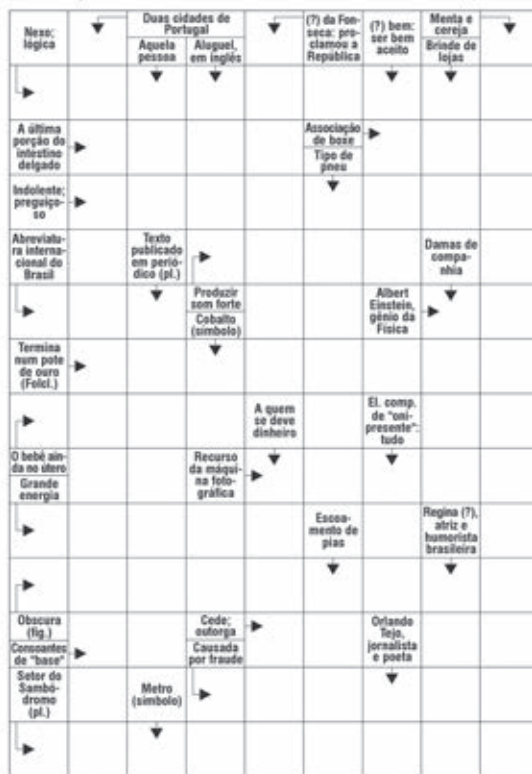 Nexo;
lógica
Duas cidades de
Portugal
Aquela
pessoa
Aluguel,
em inglês
(?) da Fon-
seca: pro-
clamou a
República
(?) bem:
ser bem
aceito
Menta e
cereja
Brinde de
lojas
A última
porção do
intestino
delgado
Associação
de boxe
Tipo de
pneu
Indolente;
preguiço-
so
Abreviatu-
ra interna-
cional do
Brasil
Texto
publicado
em perió-
dico (pl.)
Damas de
compa-
nhia
Produzir
som forte
Cobalto
(símbolo)
Albert
Einstein,
gênio da
Física
Termina
num pote
de ouro
(Folcl.)
A quem
se deve
dinheiro
El. comp.
de "oni-
presente":
tudo
O bebê ain-
da no útero
Grande
energia
Recurso
da máqui-
na foto-
gráfica
Escoa-
mento de
pias
Regina (?),
atriz e
humorista
brasileira
Obscura
(fig.)
Consoantes
de "base"
Cede;
outorga
Causada
por fraude
Orlando
Tejo,
jornalista
e poeta
Setor do
Sambó-
dromo
(pl.)
Metro
(símbolo)